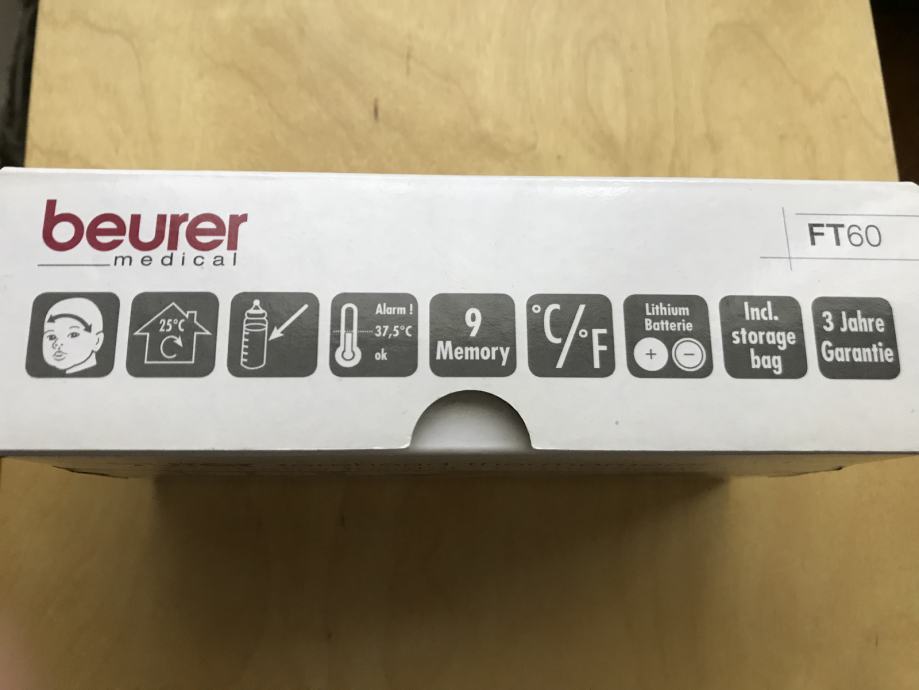 beurer
medical
FT60
25°C
Alarm !
37,5°C
ok
9
Memory
°C/°F
Lithium
Batterie
+ −
Incl.
storage
bag
3 Jahre
Garantie